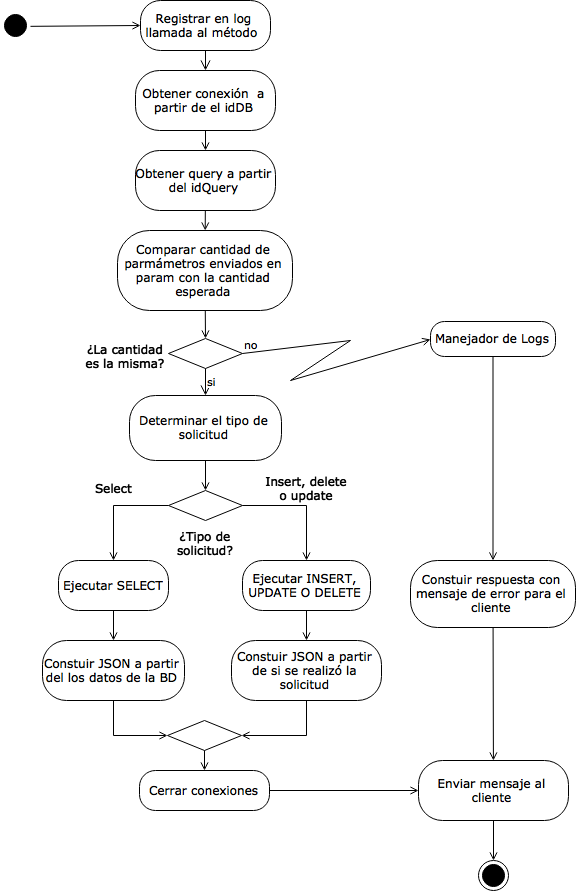 Registrar en log
llamada al método
Obtener conexión  a
partir de el idDB
Obtener query a partir
del idQuery
Comparar cantidad de
parmámetros enviados en
param con la cantidad
esperada
¿La cantidad
es la misma?
no
Manejador de Logs
si
Determinar el tipo de
solicitud
Select
Insert, delete
o update
¿Tipo de
solicitud?
Ejecutar SELECT
Ejecutar INSERT,
UPDATE O DELETE
Constuir respuesta con
mensaje de error para el
cliente
Constuir JSON a partir
del los datos de la BD
Constuir JSON a partir
de si se realizó la
solicitud
Cerrar conexiones
Enviar mensaje al
cliente